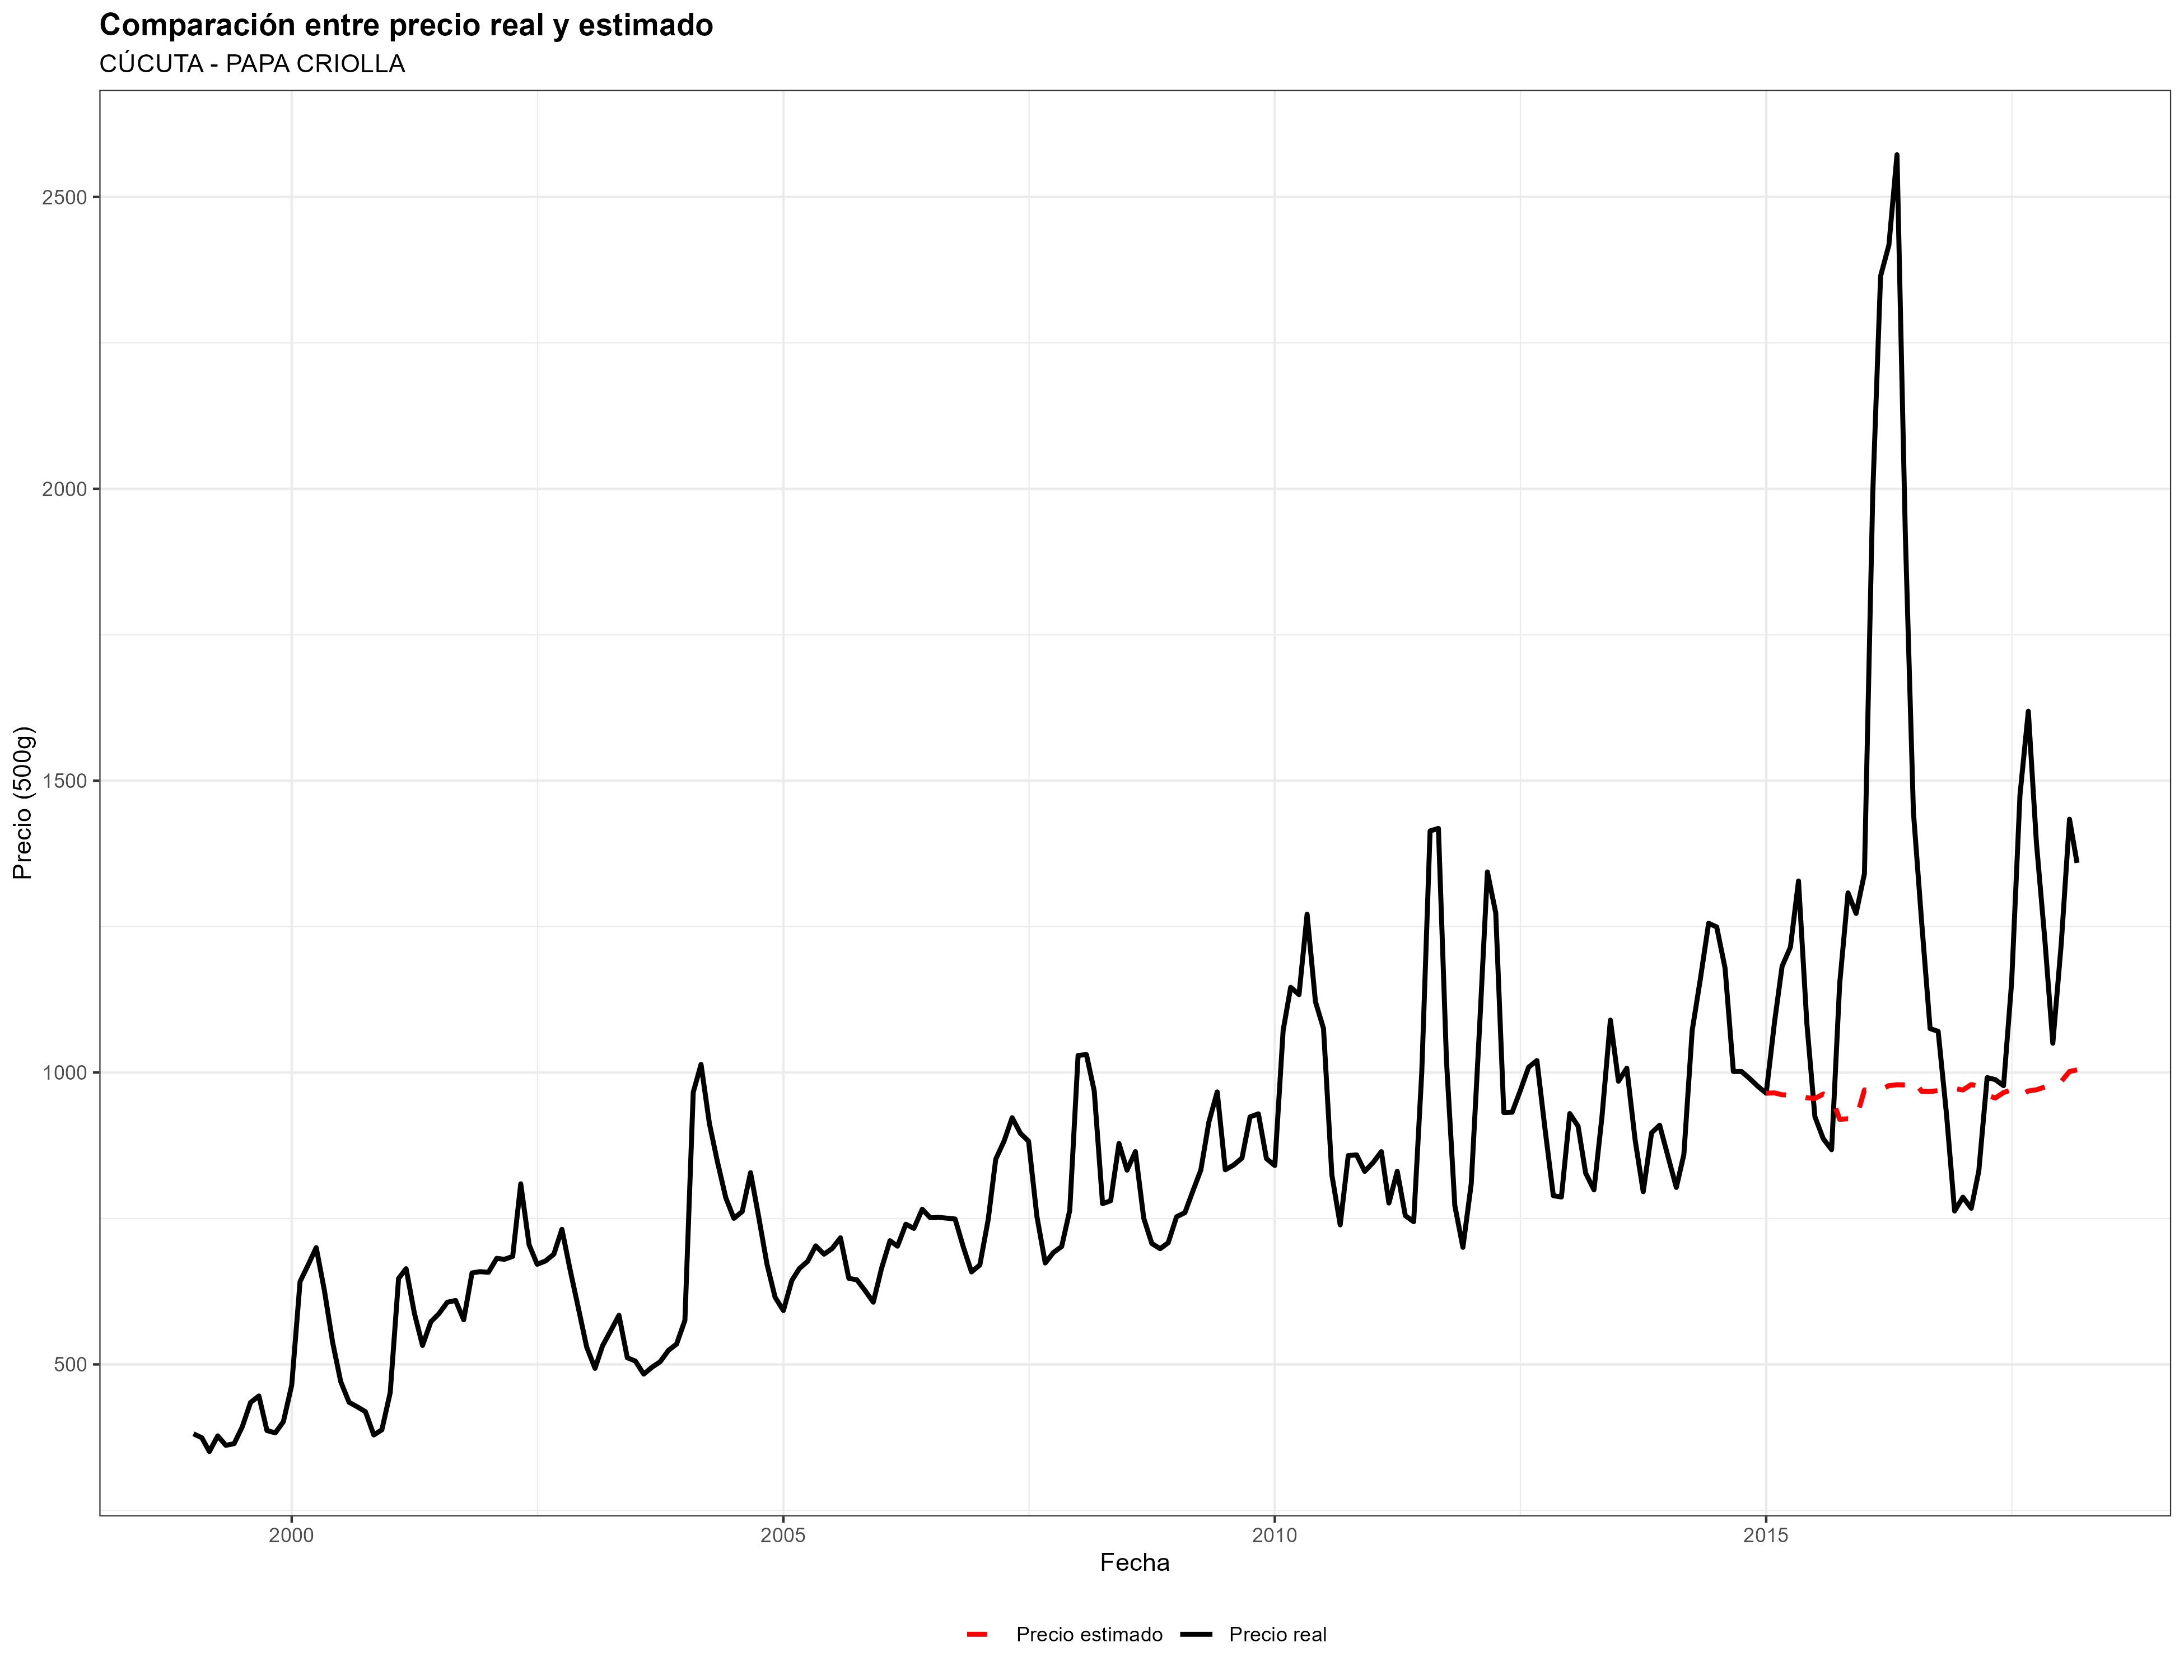 Comparación entre precio real y estimado
CÚCUTA - PAPA CRIOLLA
Precio (500g)
2500
2000
1500
1000
500
2000
2005
2010
2015
Fecha
Precio estimado
Precio real